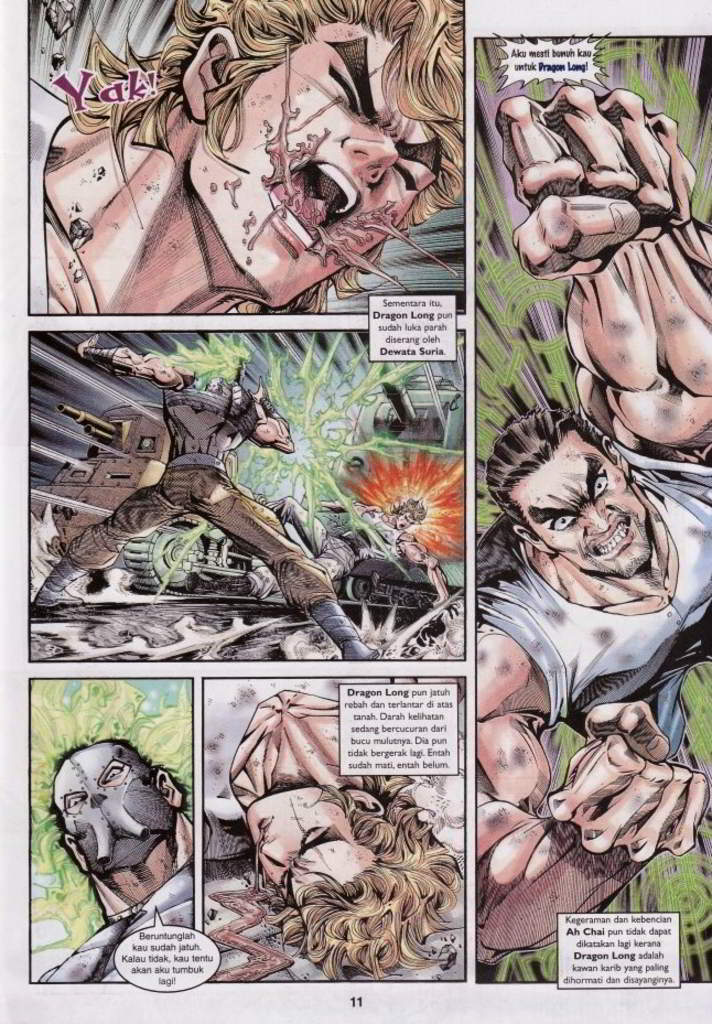 Yak!
Sementara itu,
Dragon Long pun
sudah luka parah
diserang oleh
Dewata Suria.
Beruntunglah
kau sudah jatuh.
Kalau tidak, kau tentu
akan aku tumbuk
lagi!
Dragon Long pun jatuh
rebah dan terlantar di atas
tanah. Darah kelihatan
sedang bercucuran dari
bucu mulutnya. Dia pun
tidak bergerak lagi. Entah
sudah mati, entah belum.
Aku mesti bunuh kau
untuk Dragon Long!
Kegeraman dan kebencian
Ah Chai pun tidak dapat
dikatakan lagi kerana
Dragon Long adalah
kawan karib yang paling
dihormati dan disayanginya.
11